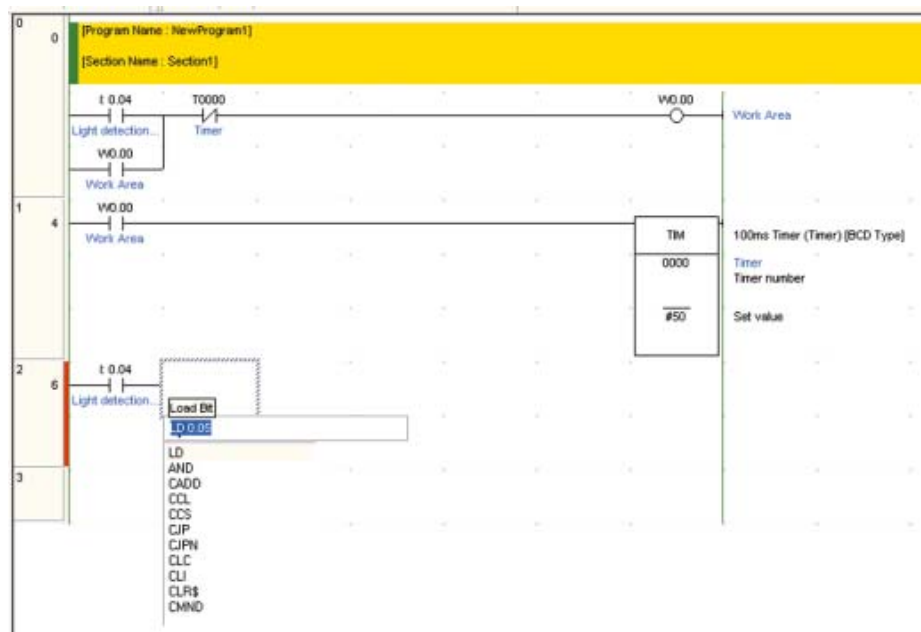 0
0
[Program Name : NewProgram1]
[Section Name : Section1]
I: 0.04
T0000
W0.00
Work Area
Light detection...
Timer
W0.00
Work Area
1
4
W0.00
Work Area
TIM
100ms Timer (Timer) [BCD Type]
0000
Timer
Timer number
#50
Set value
2
6
I: 0.04
Light detection...
Load Bit
LD 0.05
LD
AND
CADD
CCL
CCS
CJP
CJPN
CLC
CLI
CLR$
CMND
3